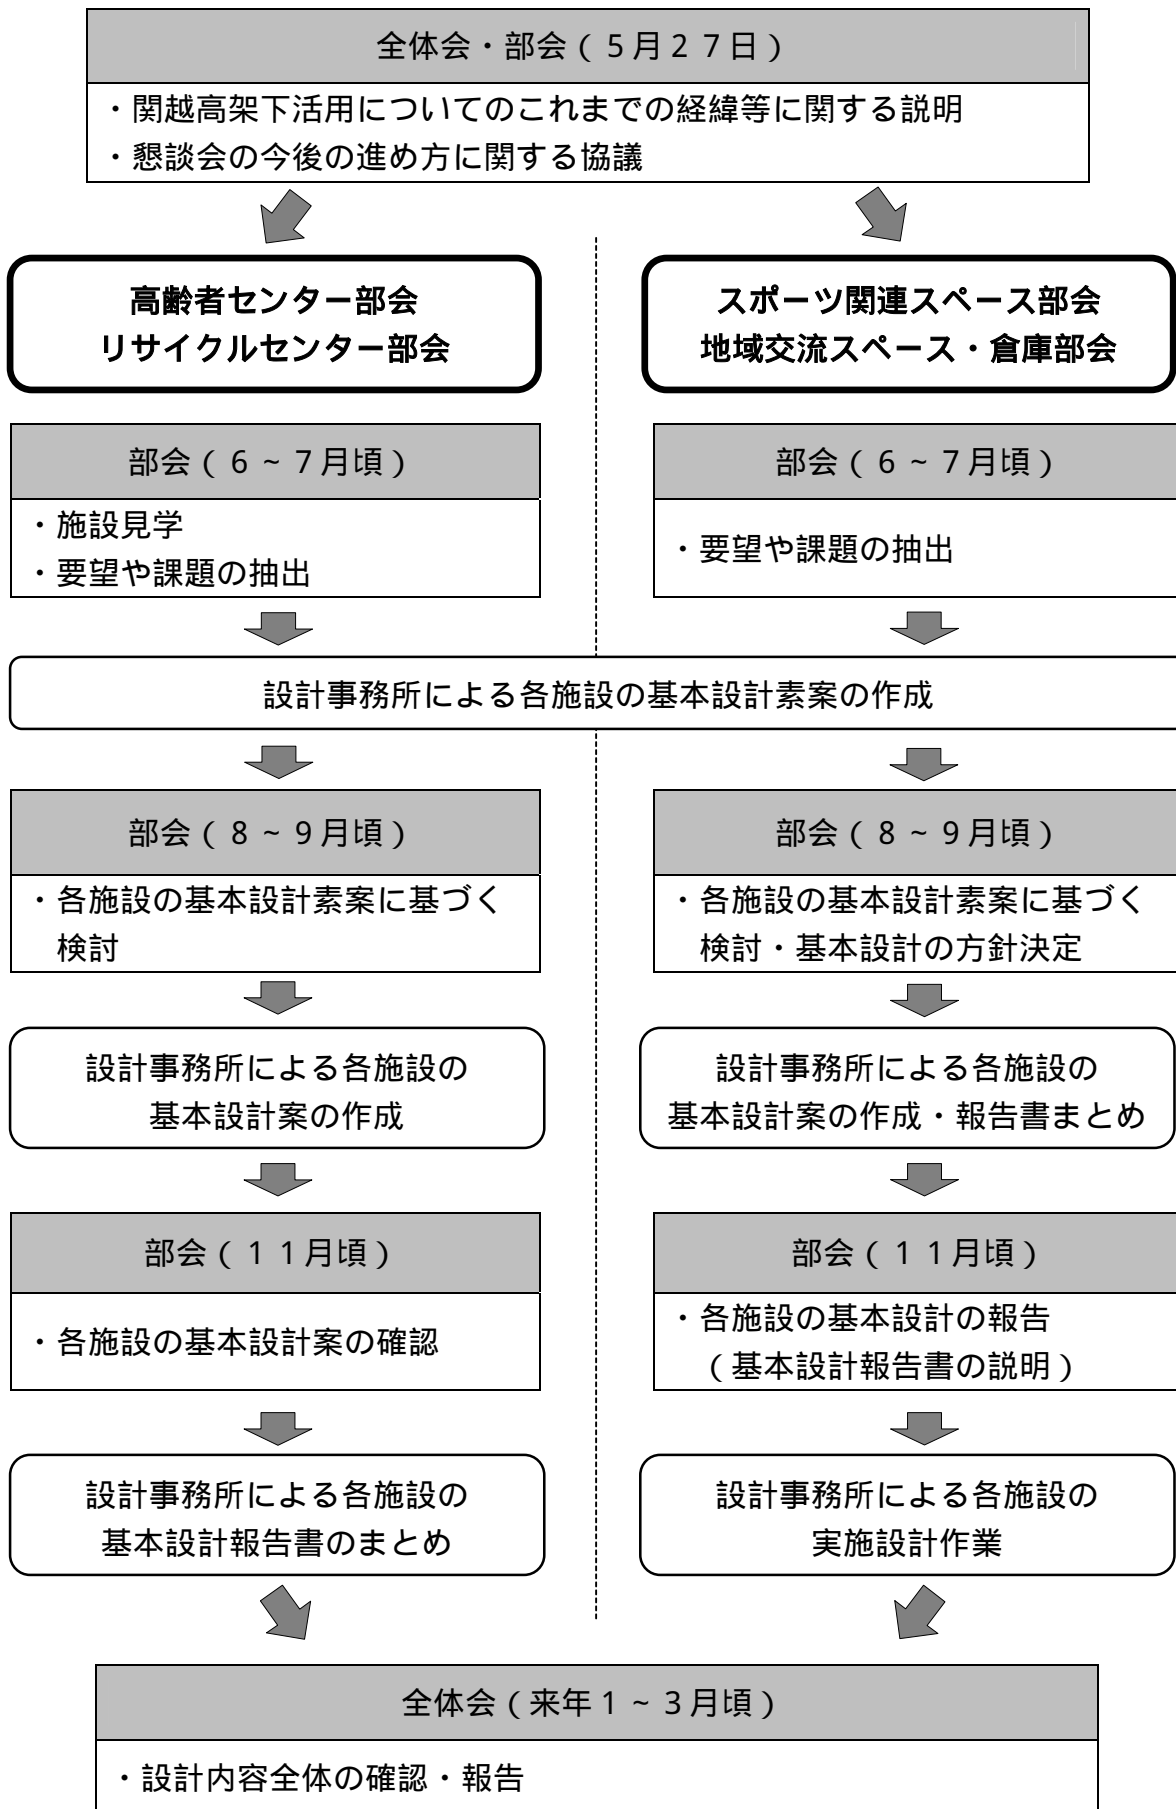 全体会・部会（５月２７日）
・関越高架下活用についてのこれまでの経緯等に関する説明
・懇談会の今後の進め方に関する協議
高齢者センター部会
リサイクルセンター部会
スポーツ関連スペース部会
地域交流スペース・倉庫部会
部会（６～７月頃）
・施設見学
・要望や課題の抽出
部会（６～７月頃）
・要望や課題の抽出
設計事務所による各施設の基本設計素案の作成
部会（８～９月頃）
・各施設の基本設計素案に基づく
検討
部会（８～９月頃）
・各施設の基本設計素案に基づく
検討・基本設計の方針決定
設計事務所による各施設の
基本設計案の作成
設計事務所による各施設の
基本設計案の作成・報告書まとめ
部会（１１月頃）
・各施設の基本設計案の確認
部会（１１月頃）
・各施設の基本設計の報告
（基本設計報告書の説明）
設計事務所による各施設の
基本設計報告書のまとめ
設計事務所による各施設の
実施設計作業
全体会（来年１～３月頃）
・設計内容全体の確認・報告